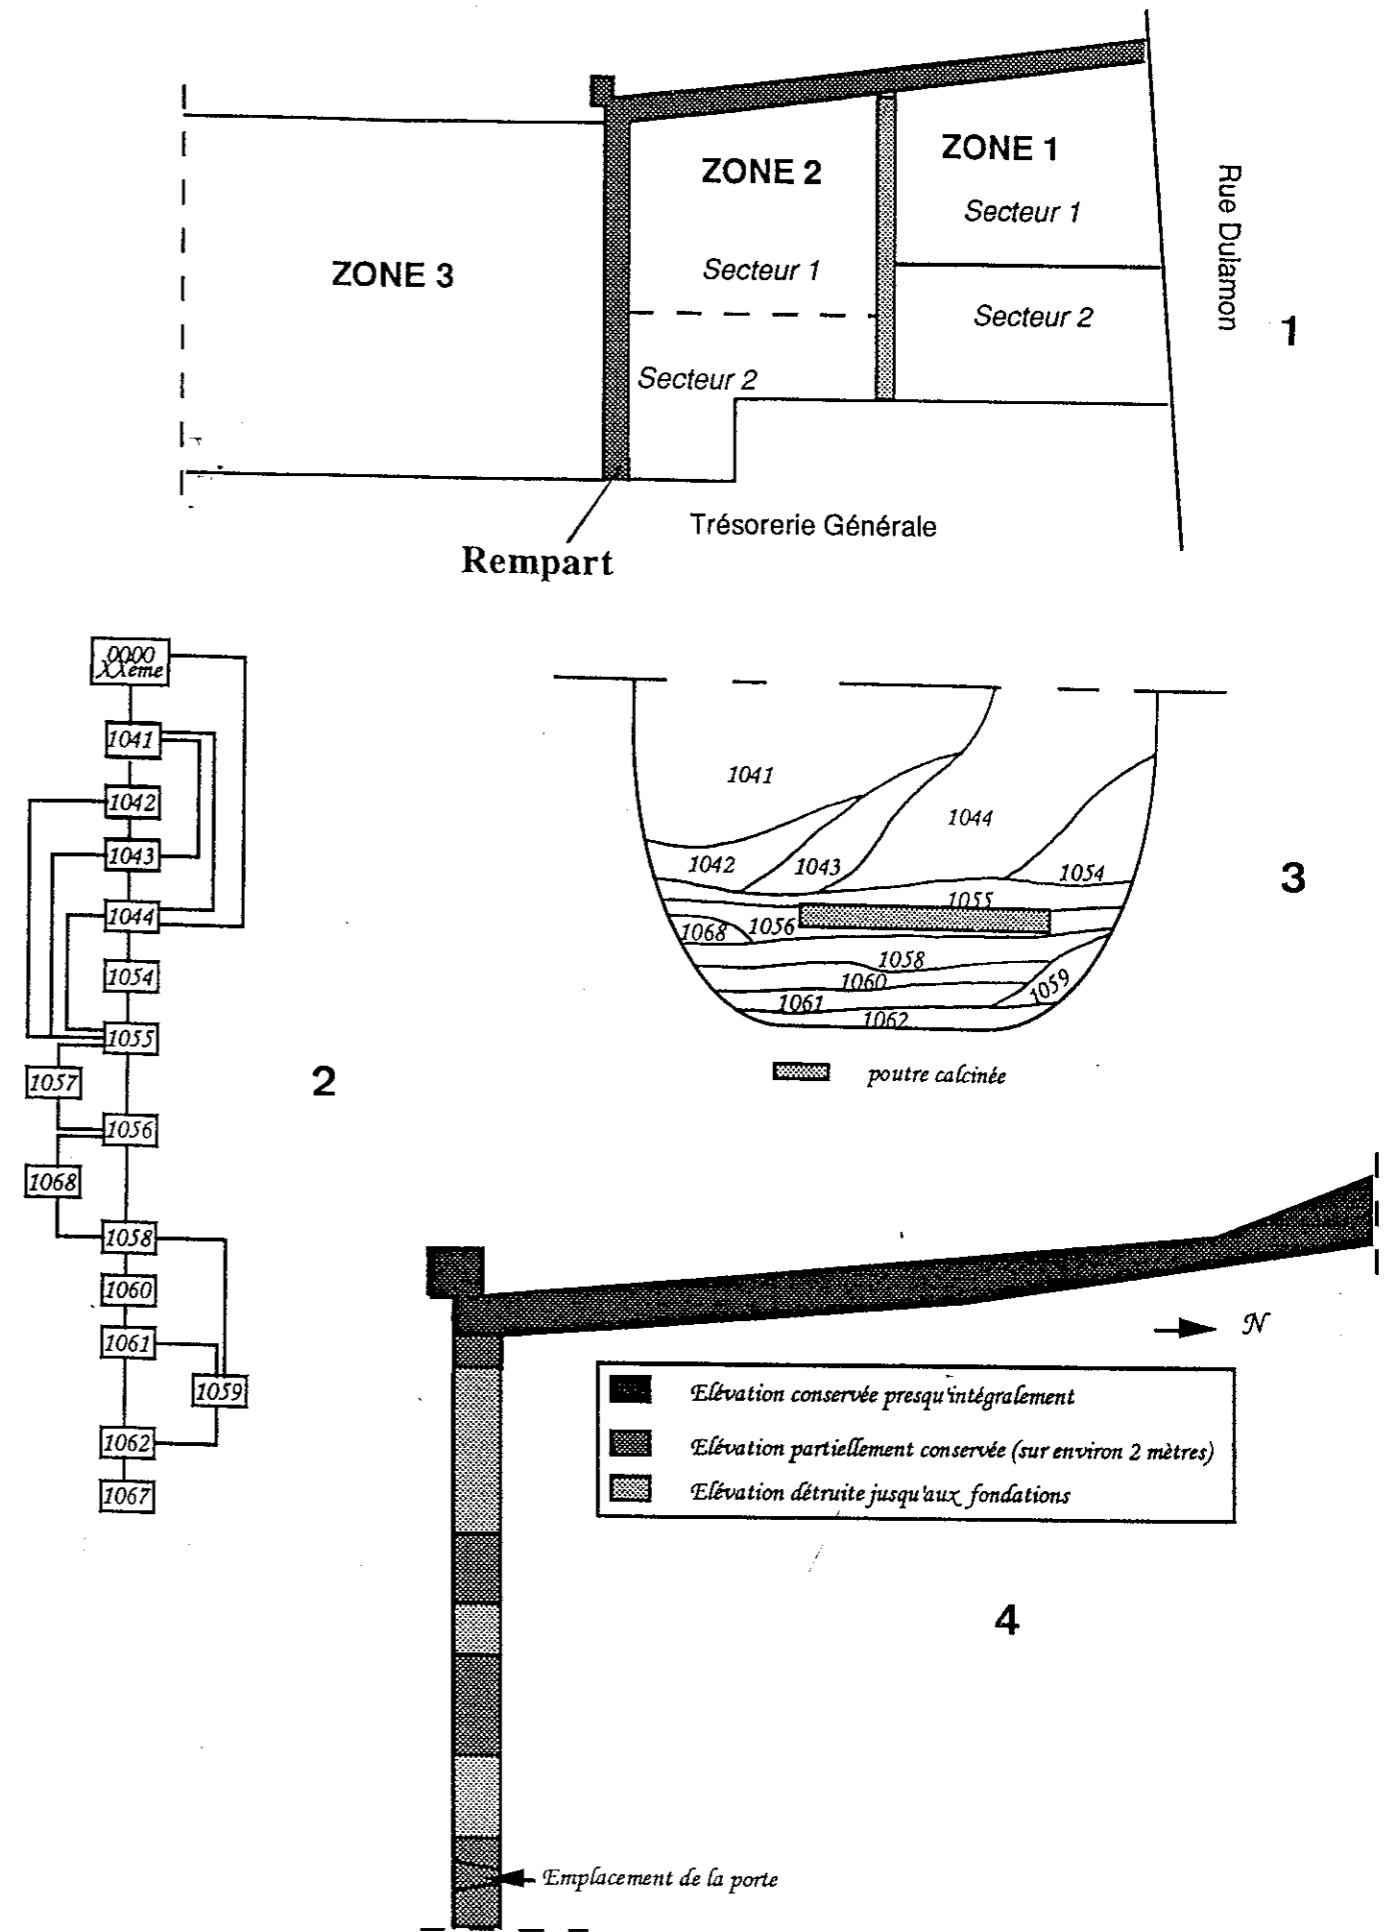 ZONE 1
ZONE 2
Secteur 1
Rue Dulamon
Secteur 1
ZONE 3
Secteur 2
1
Secteur 2
Trésorerie Générale
Rempart
0000
XXeme
1041
1042
1043
1044
1054
1055
1057
1056
1068
1058
1060
1061
1059
1062
1067
2
1041
1044
1042
1043
1054
1055
1056
1068
1058
1060
1059
1061
1062
3
poutre calcinée
N
Elévation conservée presqu'intégralement
Elévation partiellement conservée (sur environ 2 mètres)
Elévation détruite jusqu'aux fondations
4
Emplacement de la porte